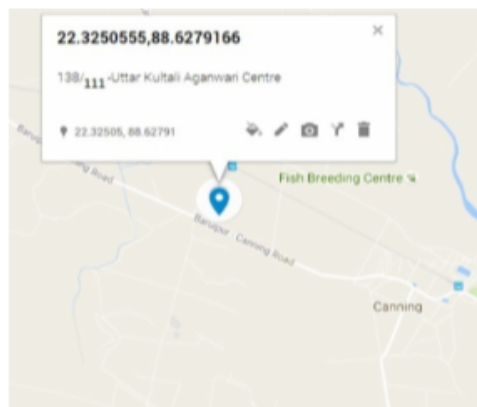 22.3250555,88.6279166
138/111-Uttar Kultali Aganwari Centre
22.32505, 88.62791
Fish Breeding Centre
Baruipur - Canning Road
Canning